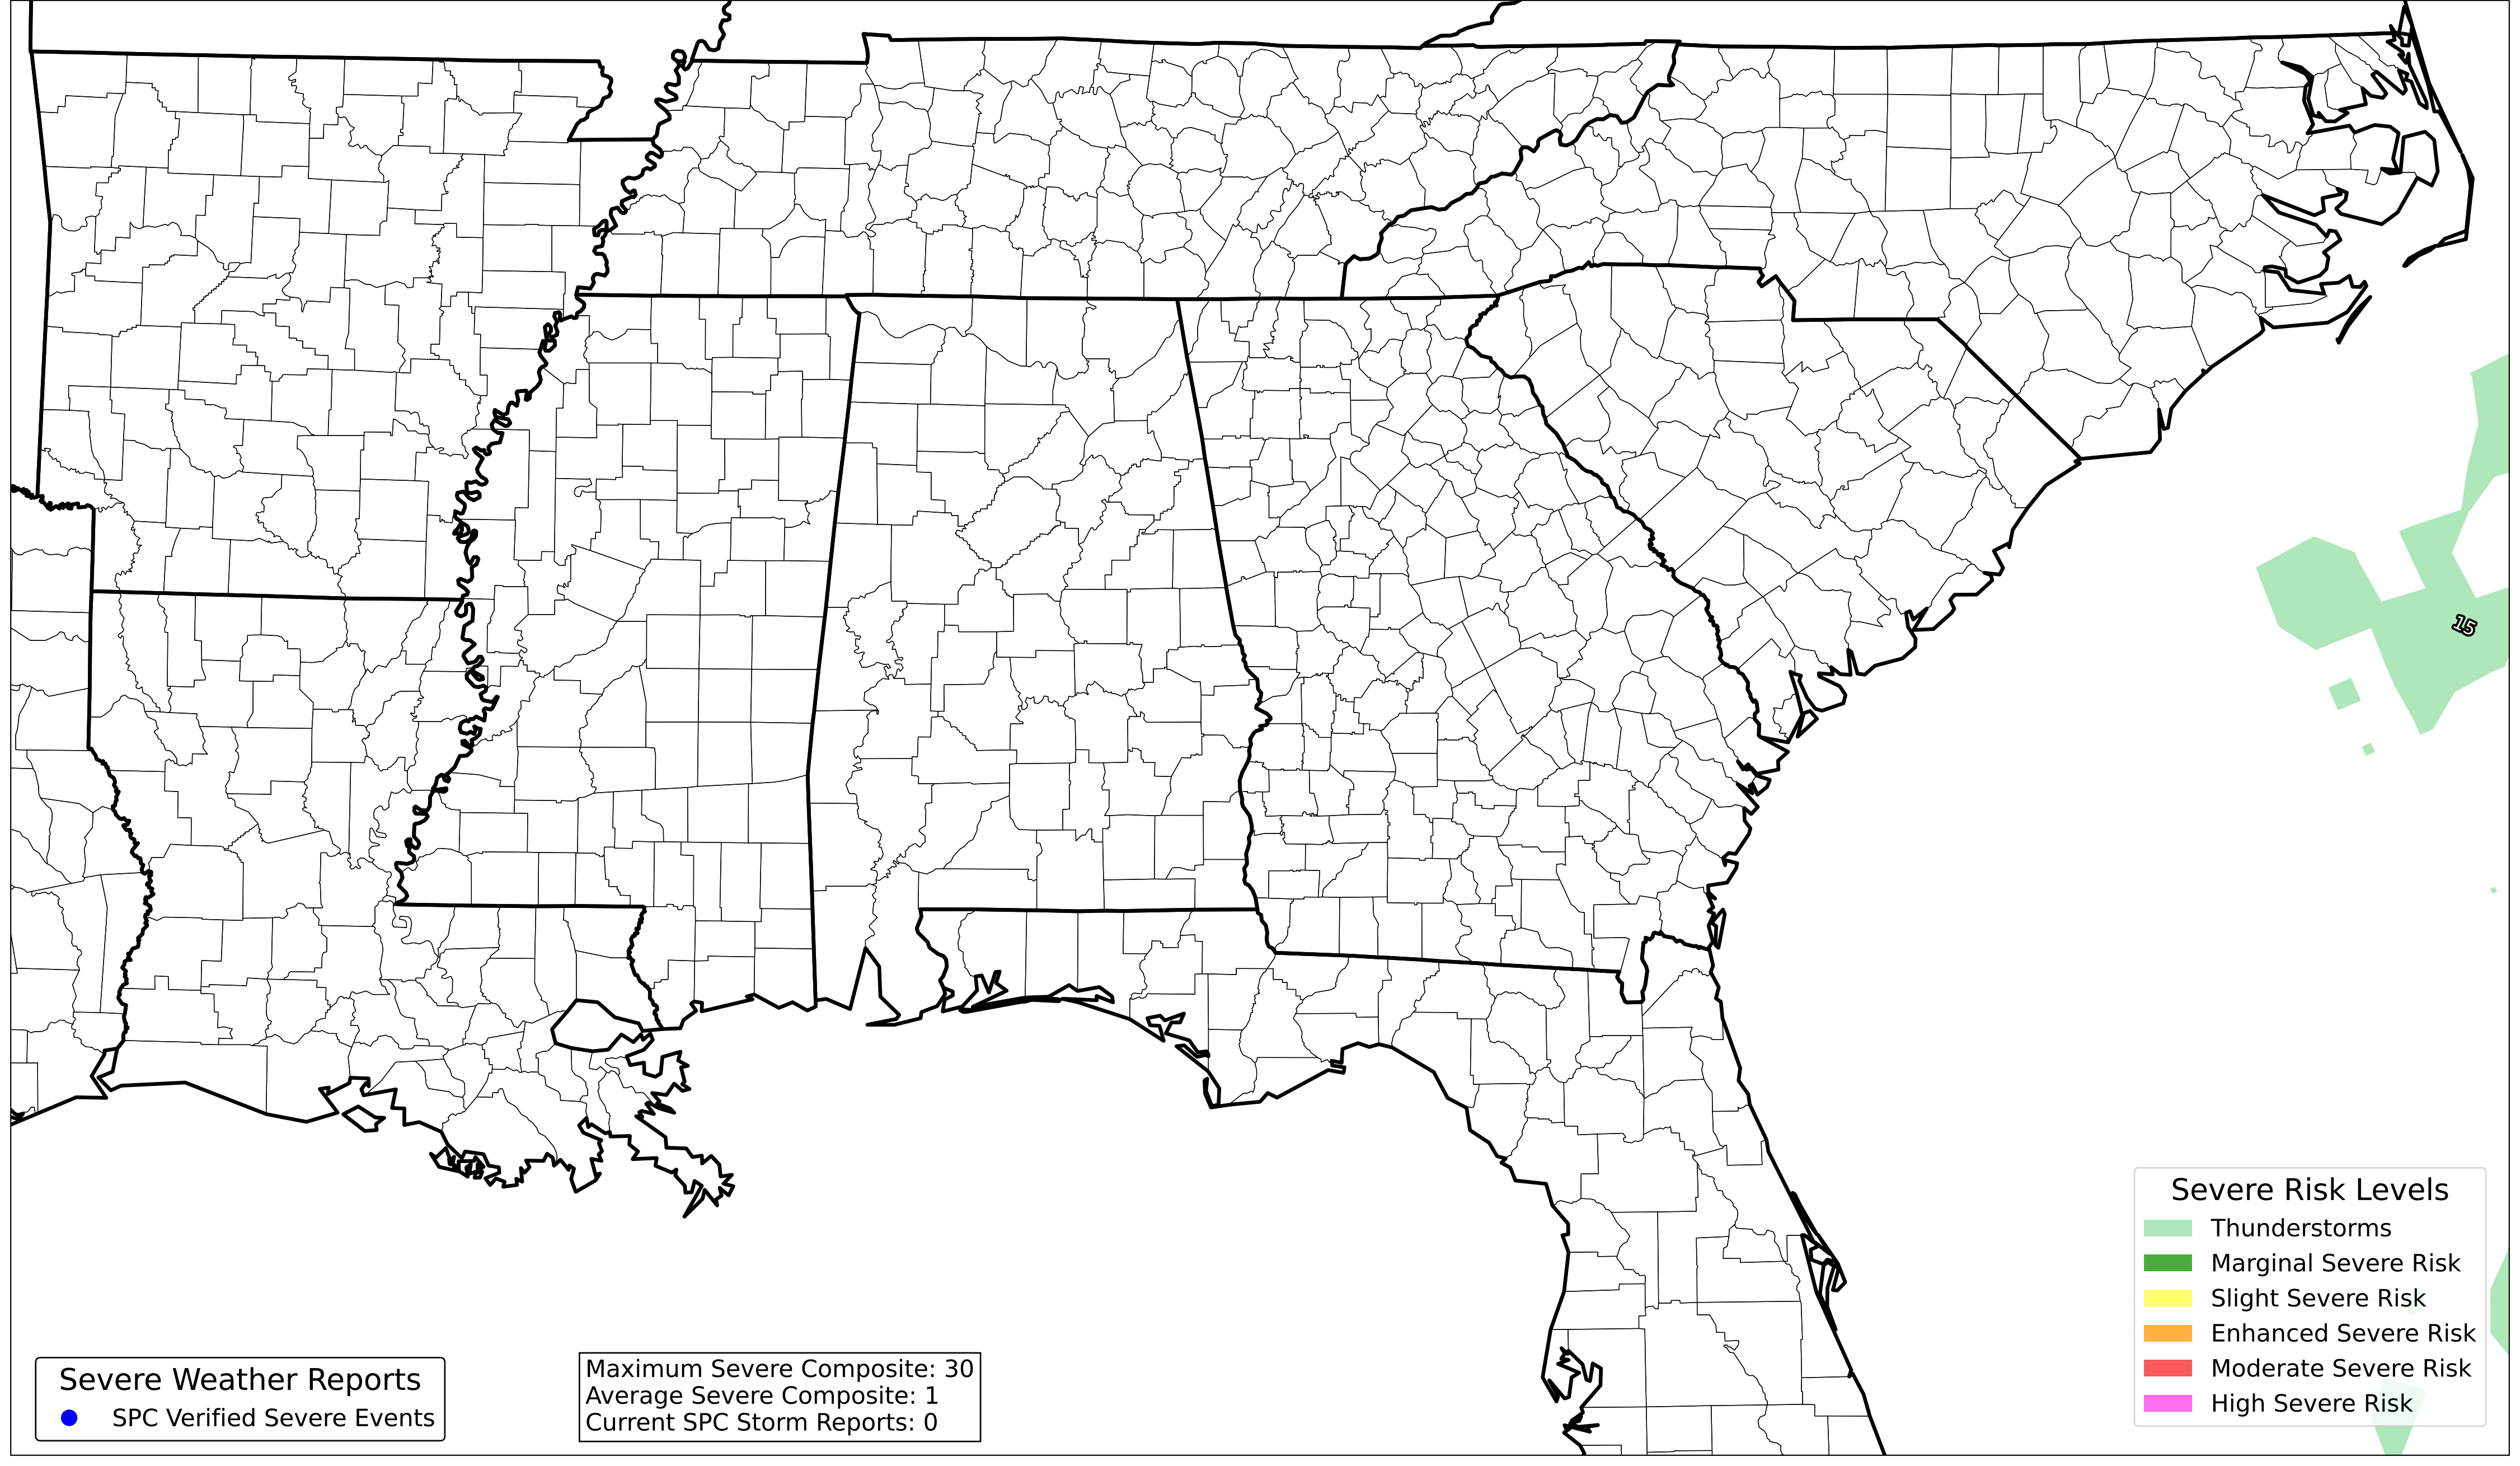 15
Severe Risk Levels
Thunderstorms
Marginal Severe Risk
Slight Severe Risk
Enhanced Severe Risk
Moderate Severe Risk
High Severe Risk
Severe Weather Reports
SPC Verified Severe Events
Maximum Severe Composite: 30
Average Severe Composite: 1
Current SPC Storm Reports: 0